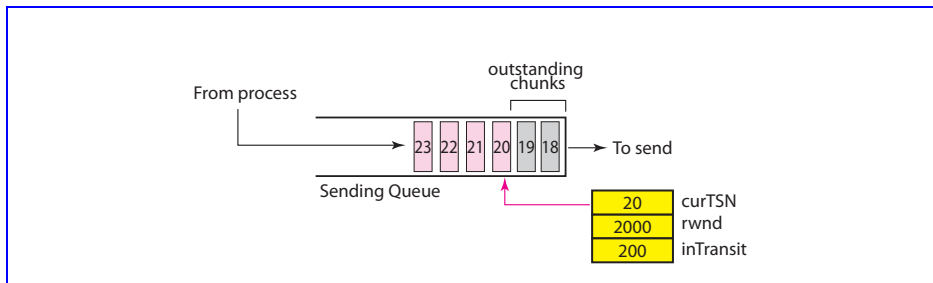 outstanding
chunks
From process
23 22 21 20 19 18
To send
Sending Queue
20 curTSN
2000 rwnd
200 inTransit